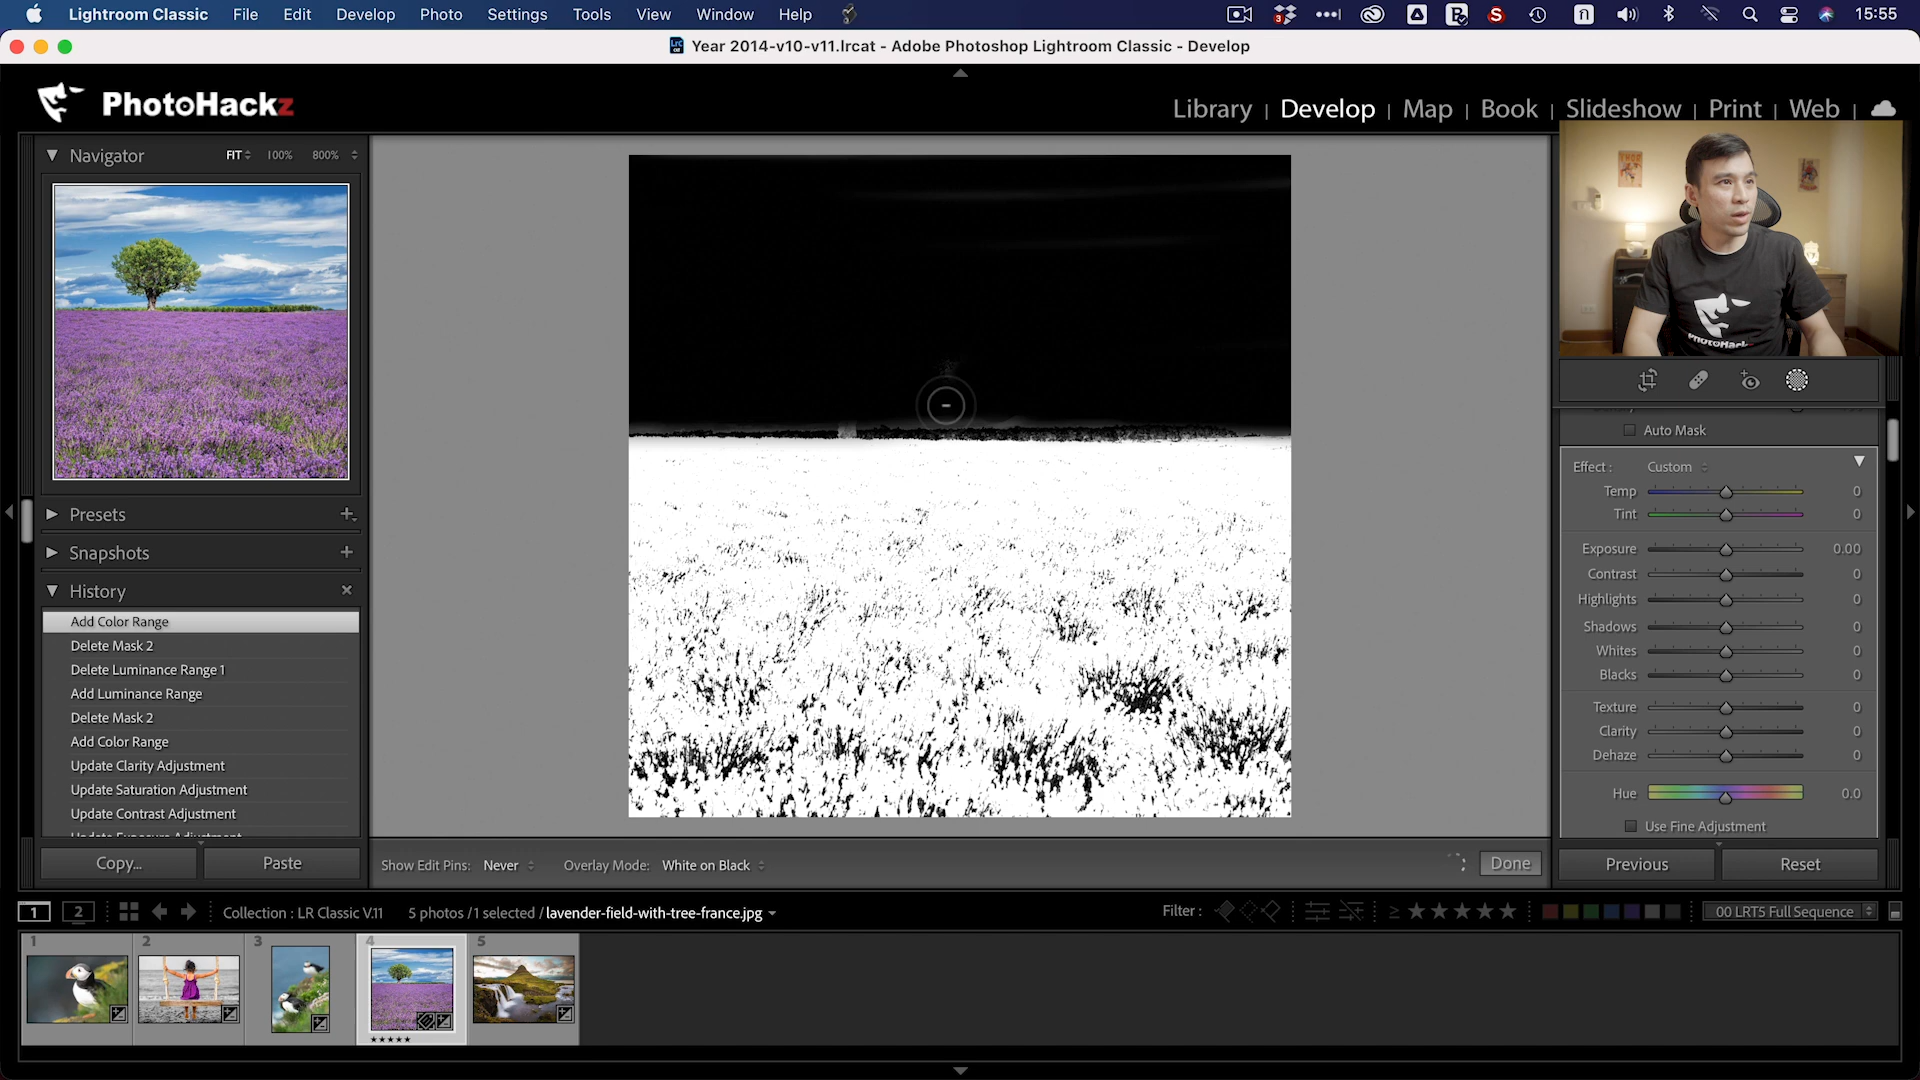 Lightroom Classic File Edit Develop Photo Settings Tools View Window Help 15:55
Year 2014-v10-v11.lrcat - Adobe Photoshop Lightroom Classic - Develop
PhotoHackz
Library | Develop | Map | Book | Slideshow | Print | Web |
Navigator FIT 100% 800%
Auto Mask
Effect : Custom
Temp 0
Tint 0
Presets
Exposure 0.00
Snapshots
Contrast 0
History
Highlights 0
Add Color Range
Shadows 0
Delete Mask 2
Whites 0
Delete Luminance Range 1
Blacks 0
Add Luminance Range
Texture 0
Delete Mask 2
Clarity 0
Add Color Range
Dehaze 0
Update Clarity Adjustment
Update Saturation Adjustment
Hue 0.0
Update Contrast Adjustment
Use Fine Adjustment
Update Exposure Adjustment
Copy... Paste Show Edit Pins: Never Overlay Mode: White on Black Done Previous Reset
1 2 Collection : LR Classic V.11 5 photos / 1 selected / lavender-field-with-tree-france.jpg Filter : 00 LRT5 Full Sequence
1 2 3 4 5